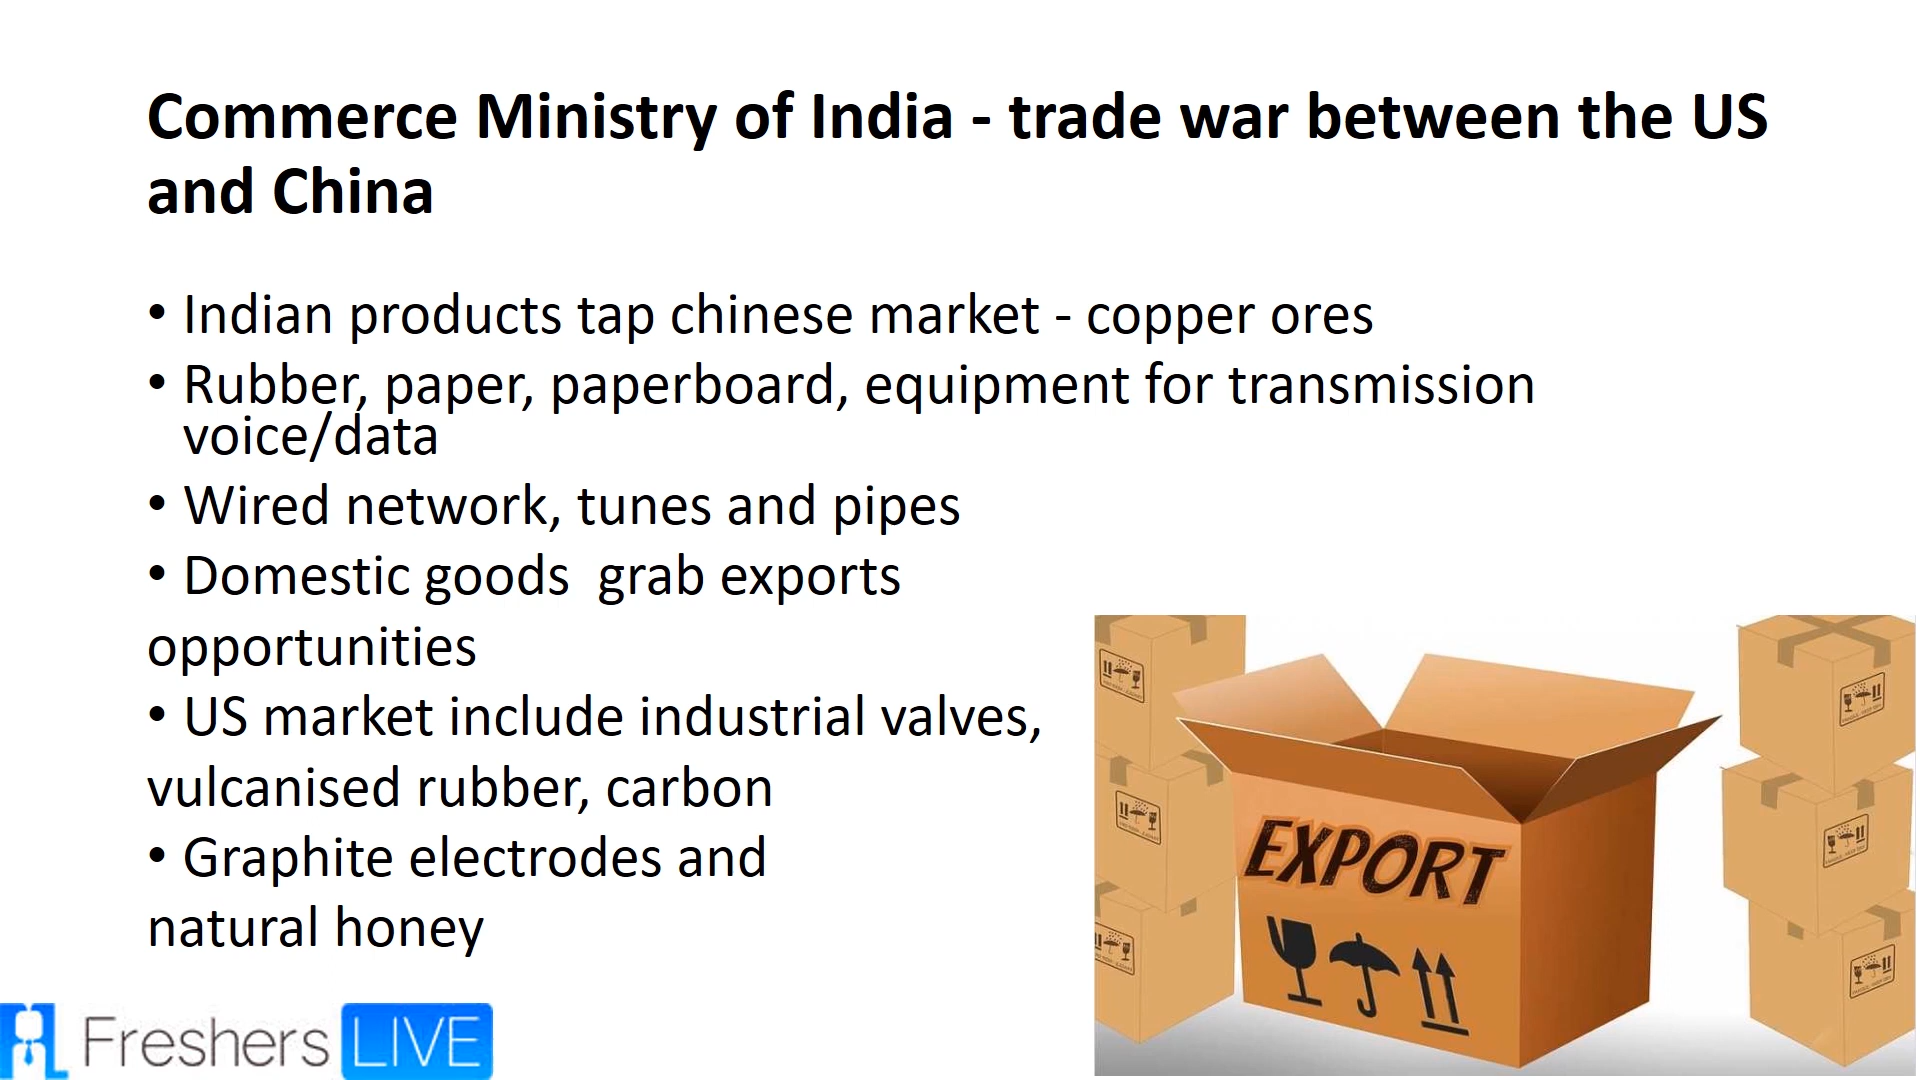 Commerce Ministry of India - trade war between the US
and China
• Indian products tap chinese market - copper ores
• Rubber, paper, paperboard, equipment for transmission
voice/data
• Wired network, tunes and pipes
• Domestic goods  grab exports
opportunities
• US market include industrial valves,
vulcanised rubber, carbon
• Graphite electrodes and
natural honey
EXPORT
Freshers LIVE